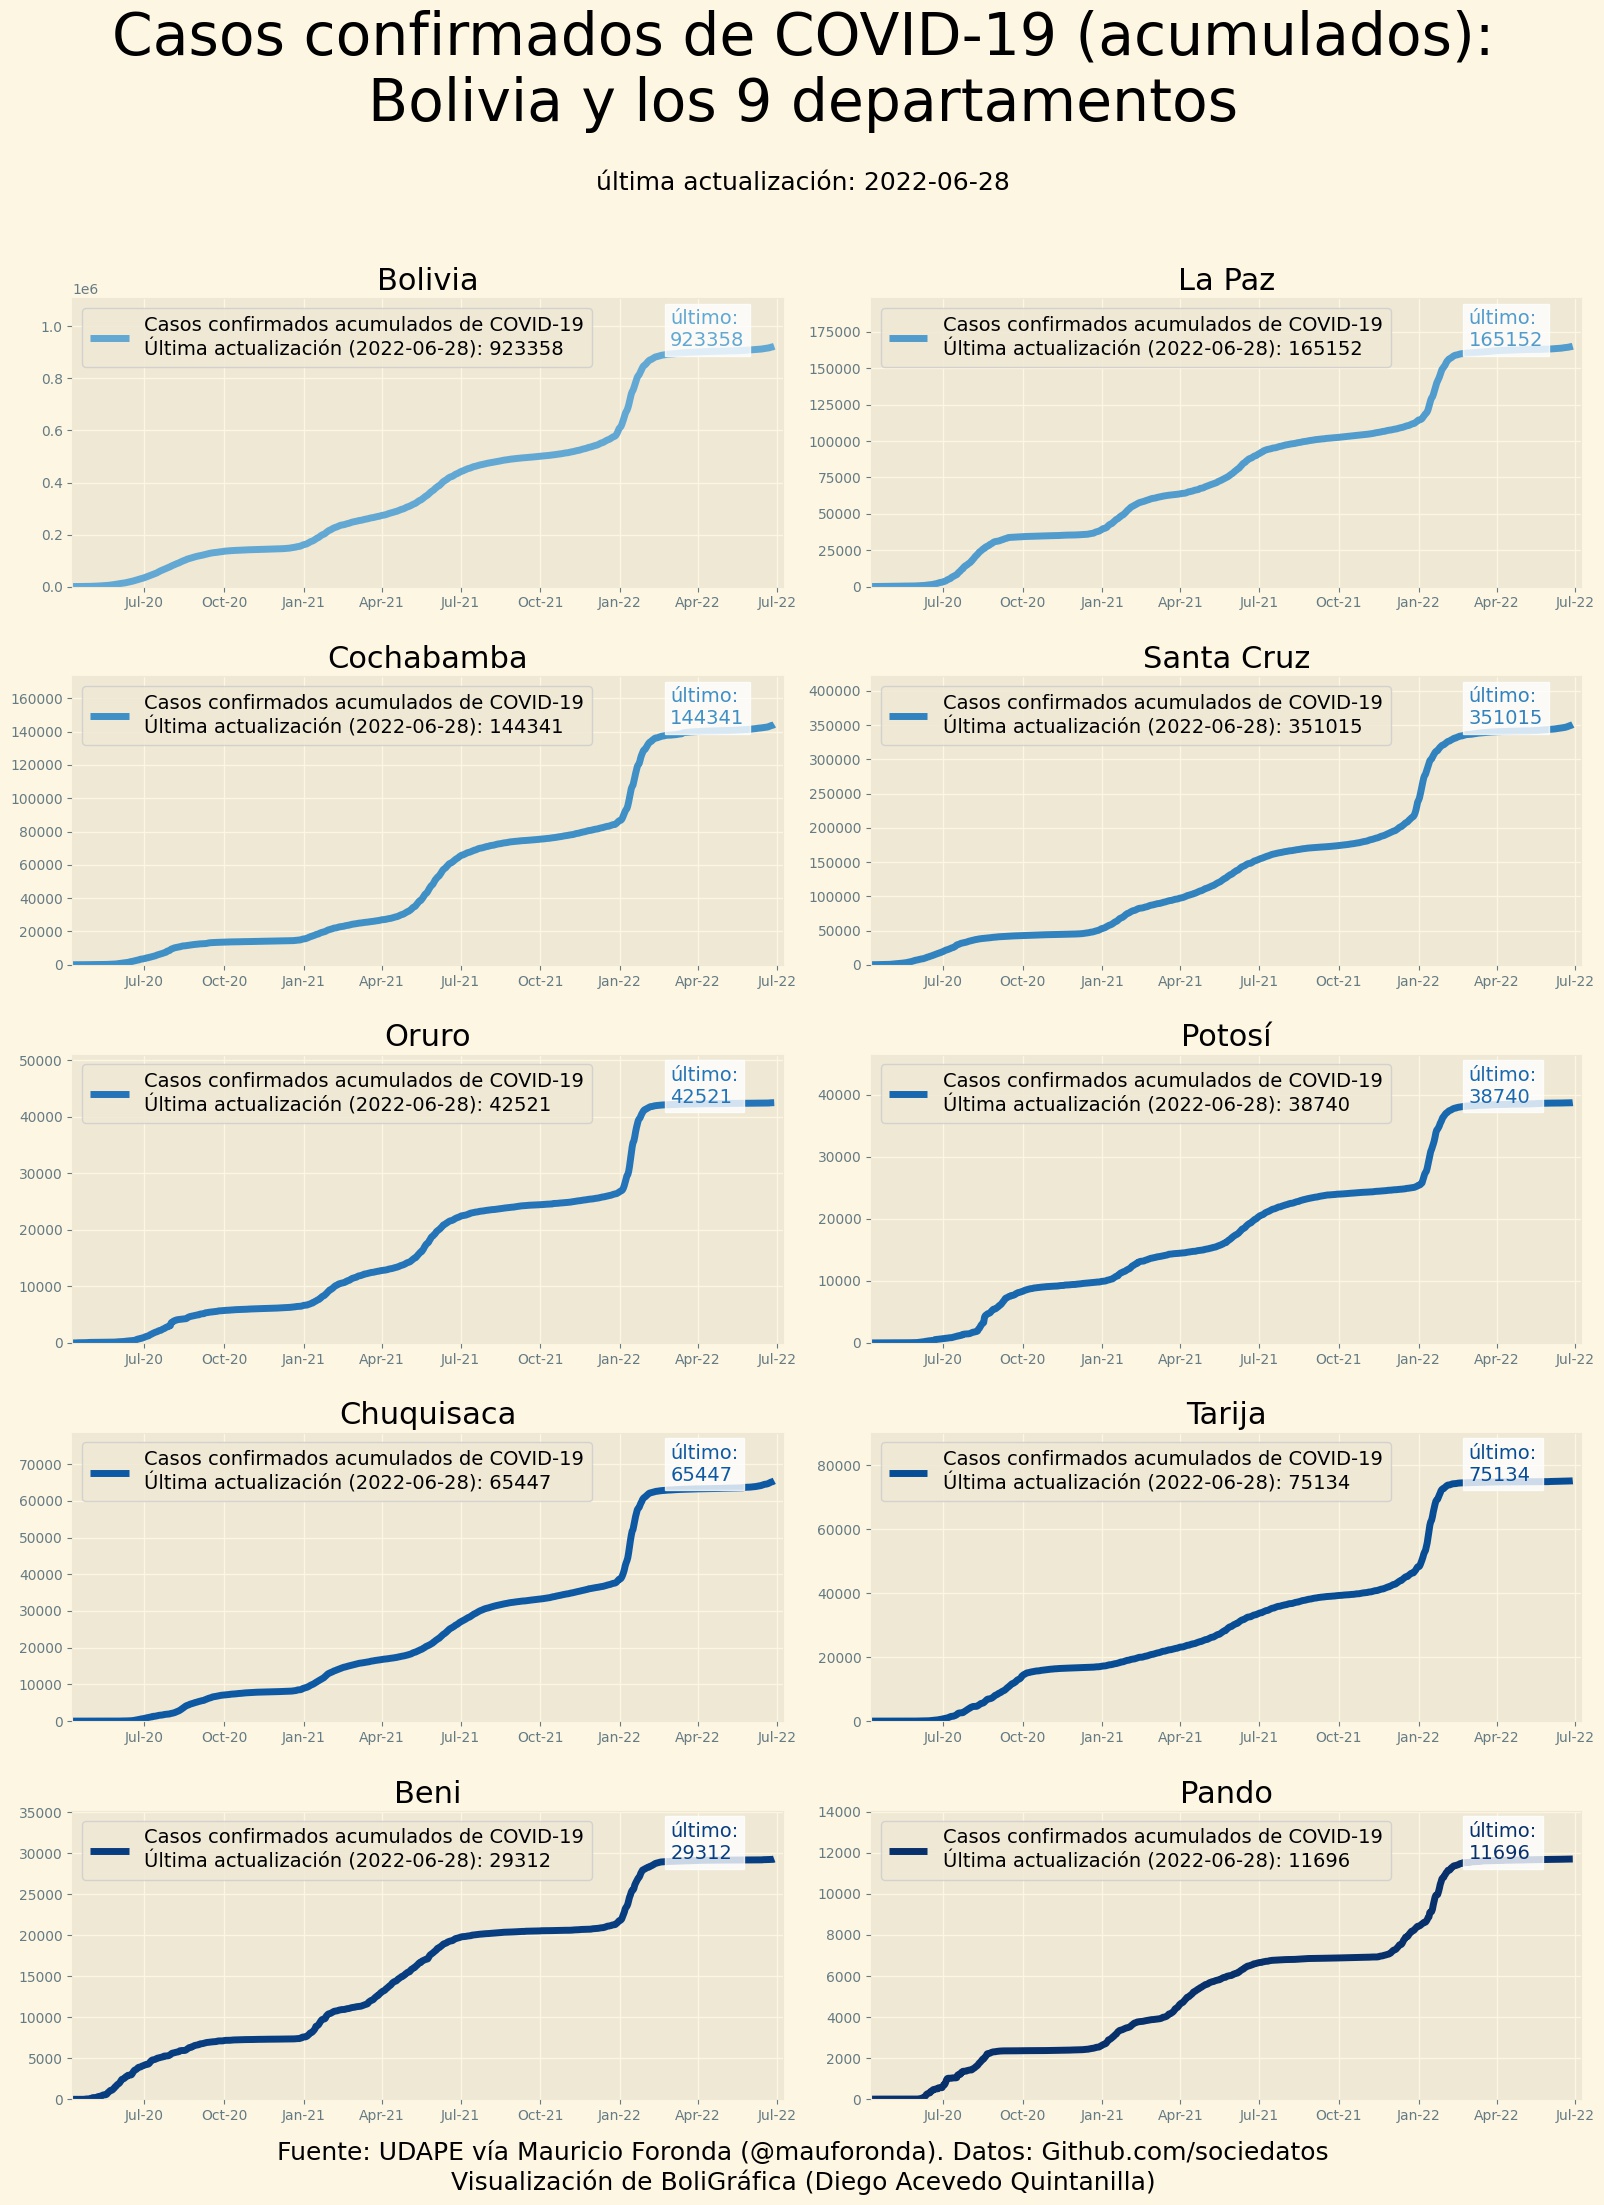 Casos confirmados de COVID-19 (acumulados):
Bolivia y los 9 departamentos
última actualización: 2022-06-28
Bolivia
1e6
Casos confirmados acumulados de COVID-19
Última actualización (2022-06-28): 923358
último:
923358
1.0
0.8
0.6
0.4
0.2
0.0
Jul-20 Oct-20 Jan-21 Apr-21 Jul-21 Oct-21 Jan-22 Apr-22 Jul-22
La Paz
Casos confirmados acumulados de COVID-19
Última actualización (2022-06-28): 165152
último:
165152
175000
150000
125000
100000
75000
50000
25000
0
Jul-20 Oct-20 Jan-21 Apr-21 Jul-21 Oct-21 Jan-22 Apr-22 Jul-22
Cochabamba
Casos confirmados acumulados de COVID-19
Última actualización (2022-06-28): 144341
último:
144341
160000
140000
120000
100000
80000
60000
40000
20000
0
Jul-20 Oct-20 Jan-21 Apr-21 Jul-21 Oct-21 Jan-22 Apr-22 Jul-22
Santa Cruz
Casos confirmados acumulados de COVID-19
Última actualización (2022-06-28): 351015
último:
351015
400000
350000
300000
250000
200000
150000
100000
50000
0
Jul-20 Oct-20 Jan-21 Apr-21 Jul-21 Oct-21 Jan-22 Apr-22 Jul-22
Oruro
Casos confirmados acumulados de COVID-19
Última actualización (2022-06-28): 42521
último:
42521
50000
40000
30000
20000
10000
0
Jul-20 Oct-20 Jan-21 Apr-21 Jul-21 Oct-21 Jan-22 Apr-22 Jul-22
Potosí
Casos confirmados acumulados de COVID-19
Última actualización (2022-06-28): 38740
último:
38740
40000
30000
20000
10000
0
Jul-20 Oct-20 Jan-21 Apr-21 Jul-21 Oct-21 Jan-22 Apr-22 Jul-22
Chuquisaca
Casos confirmados acumulados de COVID-19
Última actualización (2022-06-28): 65447
último:
65447
70000
60000
50000
40000
30000
20000
10000
0
Jul-20 Oct-20 Jan-21 Apr-21 Jul-21 Oct-21 Jan-22 Apr-22 Jul-22
Tarija
Casos confirmados acumulados de COVID-19
Última actualización (2022-06-28): 75134
último:
75134
80000
60000
40000
20000
0
Jul-20 Oct-20 Jan-21 Apr-21 Jul-21 Oct-21 Jan-22 Apr-22 Jul-22
Beni
Casos confirmados acumulados de COVID-19
Última actualización (2022-06-28): 29312
último:
29312
35000
30000
25000
20000
15000
10000
5000
0
Jul-20 Oct-20 Jan-21 Apr-21 Jul-21 Oct-21 Jan-22 Apr-22 Jul-22
Pando
Casos confirmados acumulados de COVID-19
Última actualización (2022-06-28): 11696
último:
11696
14000
12000
10000
8000
6000
4000
2000
0
Jul-20 Oct-20 Jan-21 Apr-21 Jul-21 Oct-21 Jan-22 Apr-22 Jul-22
Fuente: UDAPE vía Mauricio Foronda (@mauforonda). Datos: Github.com/sociedatos
Visualización de BoliGráfica (Diego Acevedo Quintanilla)